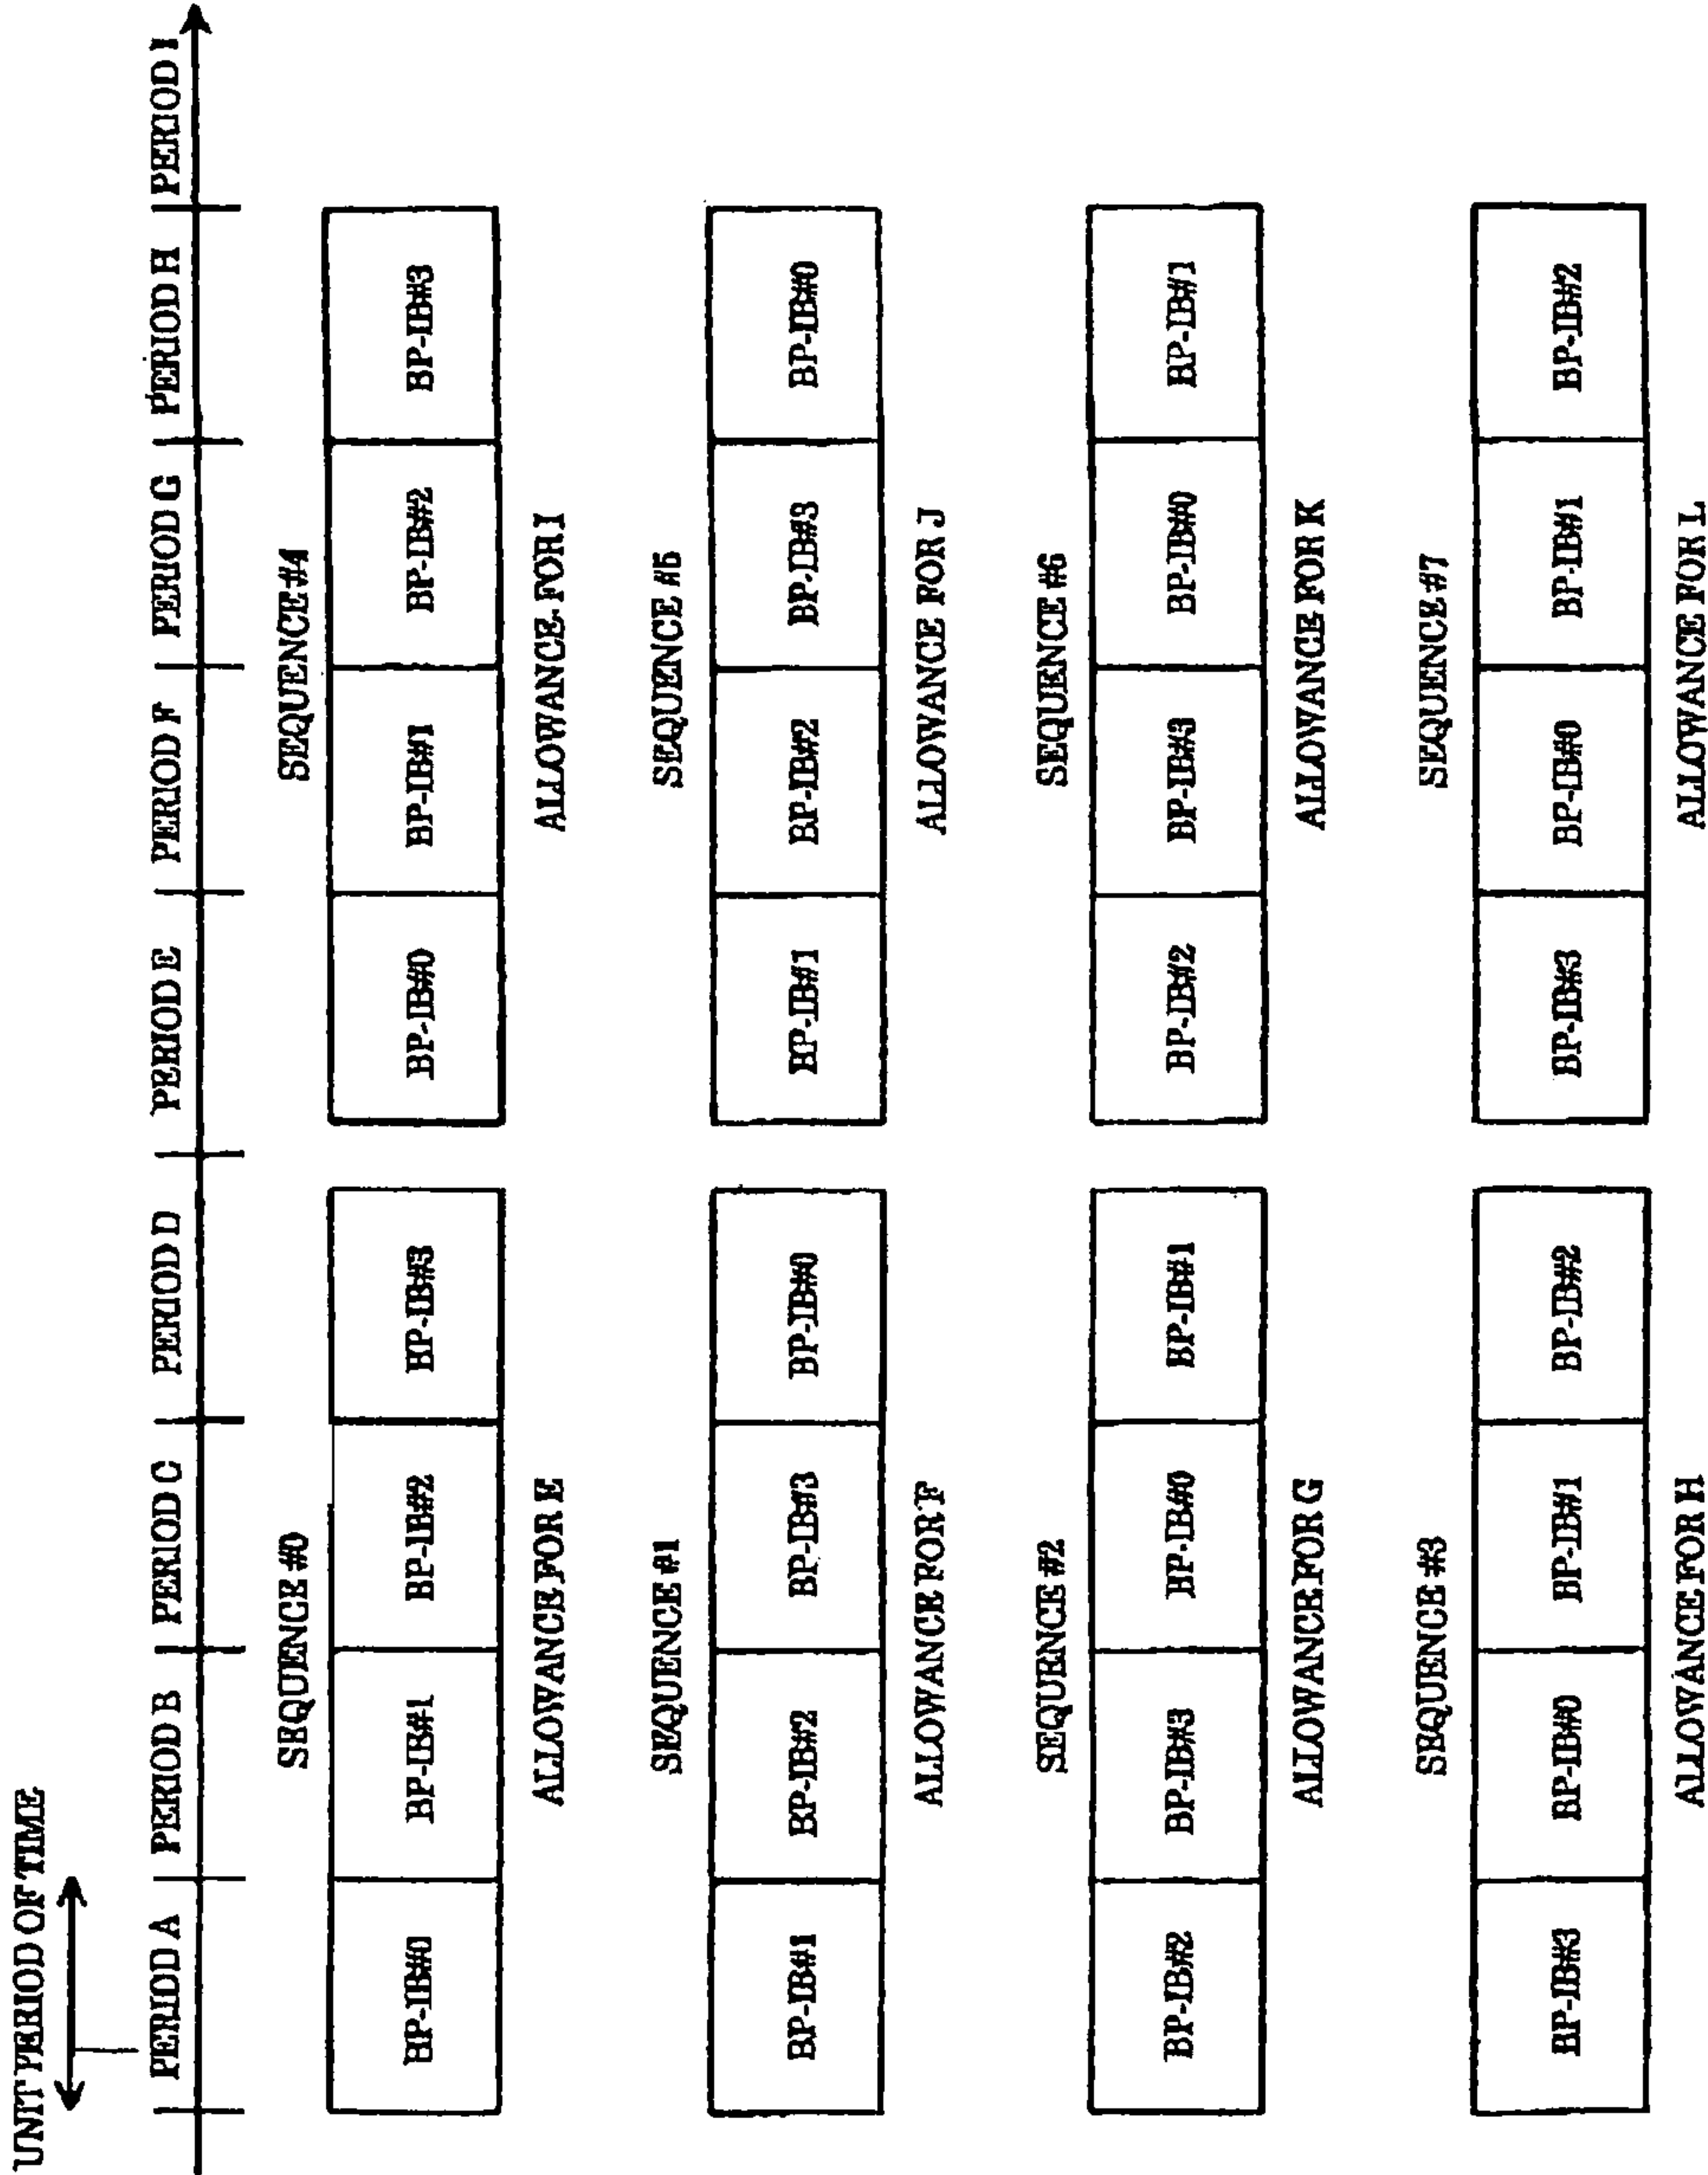 UNIT PERIOD OF TIME
PERIOD A PERIOD B PERIOD C PERIOD D PERIOD E PERIOD F PERIOD G PERIOD H PERIOD I
SEQUENCE #0 SEQUENCE #4
BP-IB#0 BP-IB#1 BP-IB#2 BP-IB#3 BP-IB#0 BP-IB#1 BP-IB#2 BP-IB#3
ALLOWANCE FOR E ALLOWANCE FOR I
SEQUENCE #1 SEQUENCE #5
BP-IB#1 BP-IB#2 BP-IB#3 BP-IB#0 BP-IB#1 BP-IB#2 BP-IB#3 BP-IB#0
ALLOWANCE FOR F ALLOWANCE FOR J
SEQUENCE #2 SEQUENCE #6
BP-IB#2 BP-IB#3 BP-IB#0 BP-IB#1 BP-IB#2 BP-IB#3 BP-IB#0 BP-IB#1
ALLOWANCE FOR G ALLOWANCE FOR K
SEQUENCE #3 SEQUENCE #7
BP-IB#3 BP-IB#0 BP-IB#1 BP-IB#2 BP-IB#3 BP-IB#0 BP-IB#1 BP-IB#2
ALLOWANCE FOR H ALLOWANCE FOR L